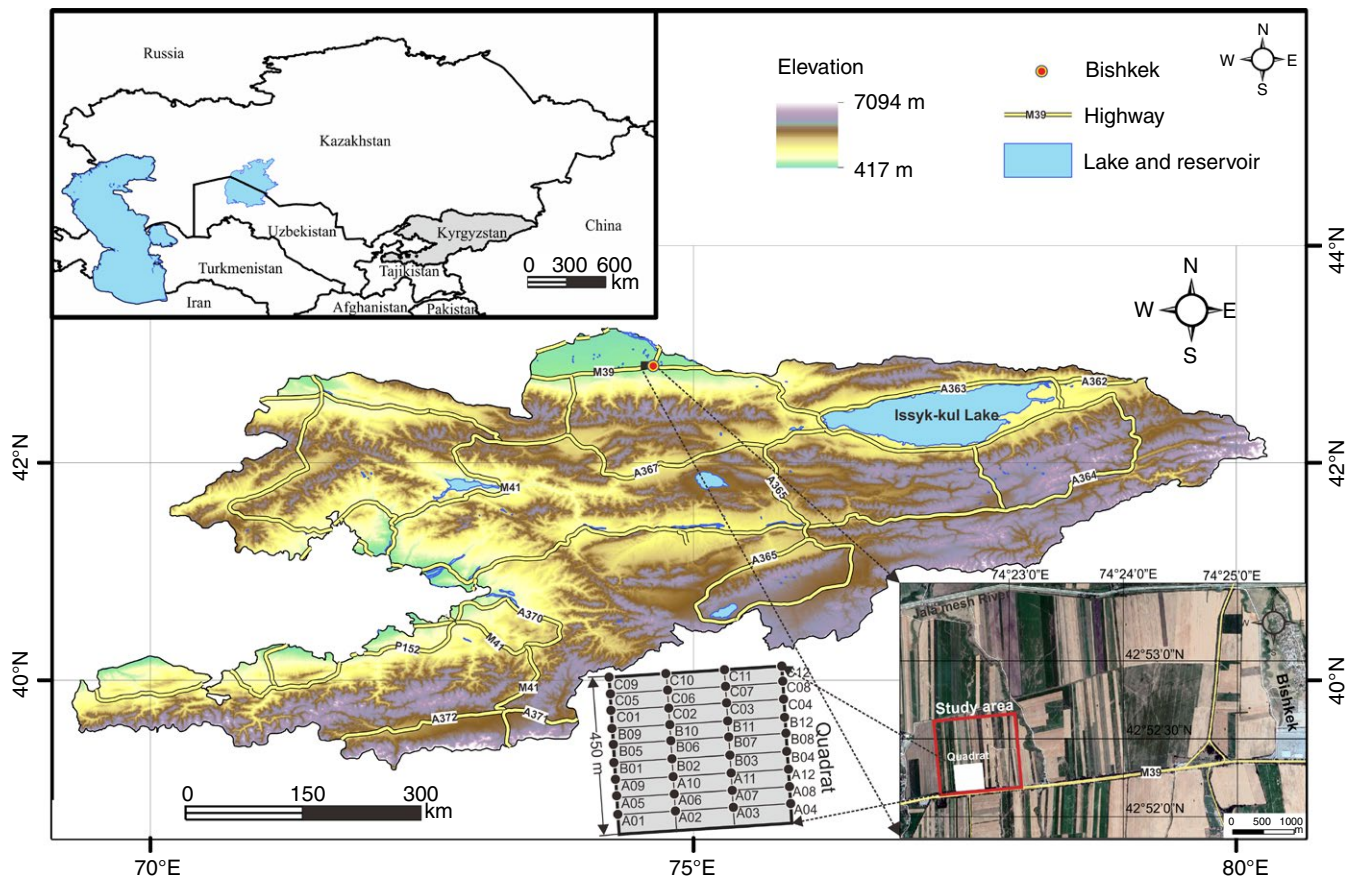 Russia
Kazakhstan
Uzbekistan
Kyrgyzstan
China
Turkmenistan
Tajikistan
Iran
Afghanistan
Pakistan
0 300 600
km
Elevation
7094 m
417 m
Bishkek
M39 Highway
Lake and reservoir
N
W E
S
N
W E
S
44°N
42°N
42°N
40°N
40°N
70°E
75°E
80°E
M39
A363
A362
Issyk-kul Lake
A367
M41
A365
A364
A365
A370
P152
M41
M41
A372
A371
0 150 300
km
C09 C10 C11 C12
C05 C06 C07 C08
C01 C02 C03 C04
B09 B10 B11 B12
B05 B06 B07 B08
B01 B02 B03 B04
A09 A10 A11 A12
A05 A06 A07 A08
A01 A02 A03 A04
450 m
Quadrat
74°23'0"E 74°24'0"E 74°25'0"E
Jala'mesh River
N
42°53'0"N
Bishkek
Study area
42°52'30"N
Quadrat
M39
42°52'0"N
0 500 1000
m